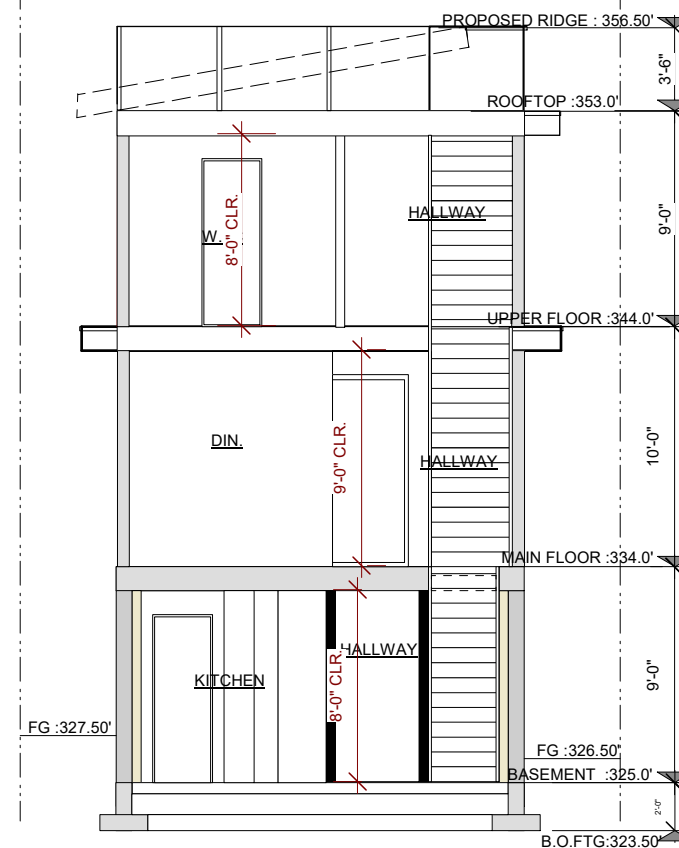 PROPOSED RIDGE : 356.50'
3'-6"
ROOFTOP :353.0'
HALLWAY
W.
8'-0" CLR.
9'-0"
UPPER FLOOR :344.0'
DIN.
9'-0" CLR.
HALLWAY
10'-0"
MAIN FLOOR :334.0'
HALLWAY
KITCHEN
8'-0" CLR.
9'-0"
FG :327.50'
FG :326.50'
BASEMENT :325.0'
2'-0"
B.O.FTG:323.50'